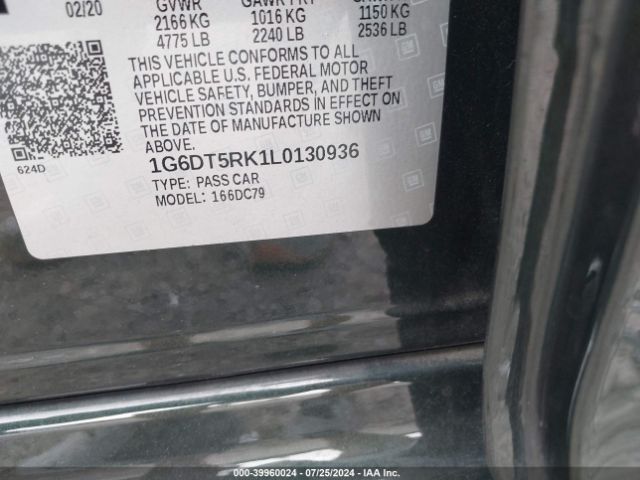 02/20 GVWR GAWR FRT
2166 KG 1016 KG 1150 KG
4775 LB 2240 LB 2536 LB
THIS VEHICLE CONFORMS TO ALL
APPLICABLE U.S. FEDERAL MOTOR
VEHICLE SAFETY, BUMPER, AND THEFT
PREVENTION STANDARDS IN EFFECT ON
THE DATE OF MANUFACTURE SHOWN
ABOVE.
624D 1G6DT5RK1L0130936
TYPE: PASS CAR
MODEL: 166DC79
000-39960024 - 07/25/2024 - IAA Inc.